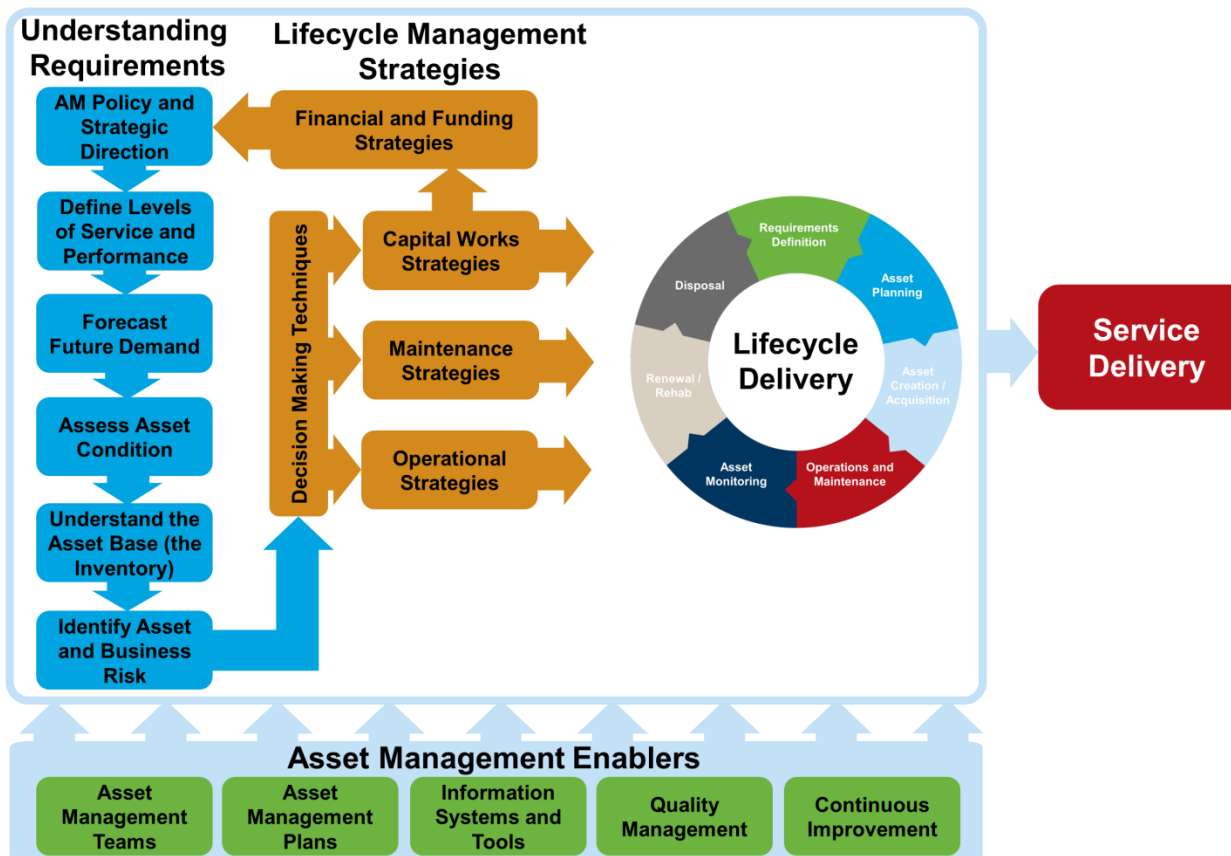 Understanding
Requirements
AM Policy and
Strategic
Direction
Define Levels
of Service and
Performance
Forecast
Future Demand
Assess Asset
Condition
Understand the
Asset Base (the
Inventory)
Identify Asset
and Business
Risk
Lifecycle Management
Strategies
Financial and Funding
Strategies
Decision Making Techniques
Capital Works
Strategies
Maintenance
Strategies
Operational
Strategies
Requirements
Definition
Asset
Planning
Asset
Creation /
Acquisition
Operations and
Maintenance
Asset
Monitoring
Renewal /
Rehab
Disposal
Lifecycle
Delivery
Service
Delivery
Asset Management Enablers
Asset
Management
Teams
Asset
Management
Plans
Information
Systems and
Tools
Quality
Management
Continuous
Improvement